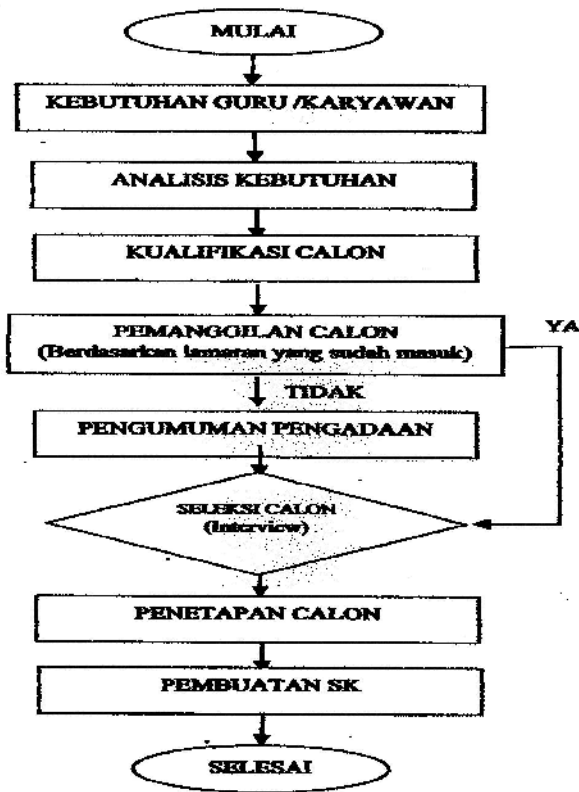 MULAI
KEBUTUHAN GURU /KARYAWAN
ANALISIS KEBUTUHAN
KUALIFIKASI CALON
PEMANGGILAN CALON
(Berdasarkan lamaran yang sudah masuk)
YA
TIDAK
PENGUMUMAN PENGADAAN
SELEKSI CALON
(Interview)
PENETAPAN CALON
PEMBUATAN SK
SELESAI